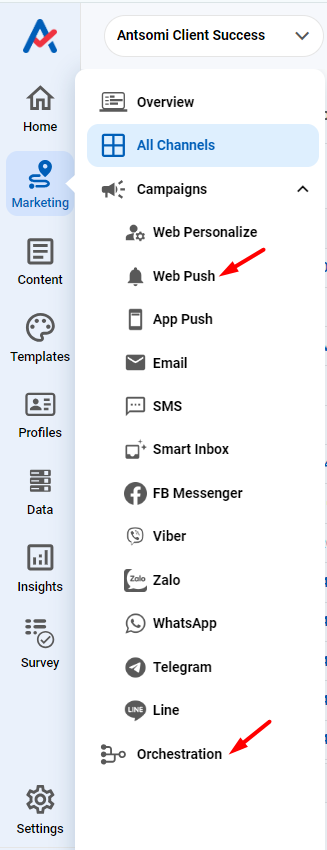 Antsomi Client Success
Home
Marketing
Content
Templates
Profiles
Data
Insights
Survey
Settings
Overview
All Channels
Campaigns
Web Personalize
Web Push
App Push
Email
SMS
Smart Inbox
FB Messenger
Viber
Zalo
Zalo
WhatsApp
Telegram
LINE
Line
Orchestration